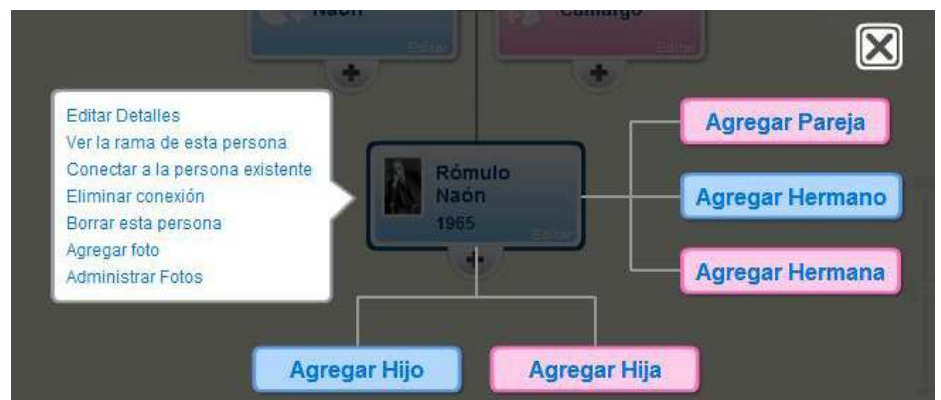 Naón
Camargo
Editar
Editar
Editar Detalles
Ver la rama de esta persona
Conectar a la persona existente
Eliminar conexión
Borrar esta persona
Agregar foto
Administrar Fotos
Rómulo
Naón
1965
Editar
Agregar Pareja
Agregar Hermano
Agregar Hermana
Agregar Hijo
Agregar Hija